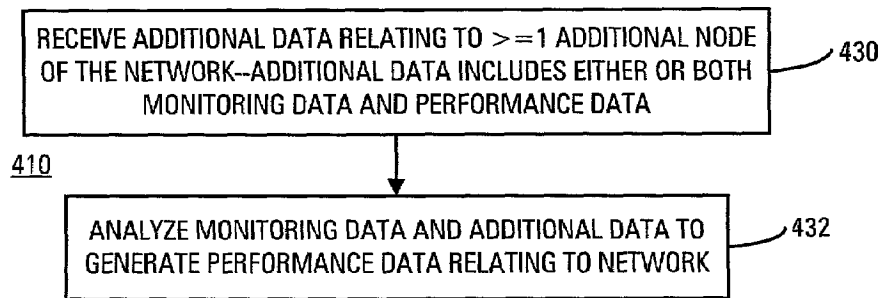 RECEIVE ADDITIONAL DATA RELATING TO >=1 ADDITIONAL NODE
OF THE NETWORK--ADDITIONAL DATA INCLUDES EITHER OR BOTH
MONITORING DATA AND PERFORMANCE DATA
430
410
ANALYZE MONITORING DATA AND ADDITIONAL DATA TO
GENERATE PERFORMANCE DATA RELATING TO NETWORK
432